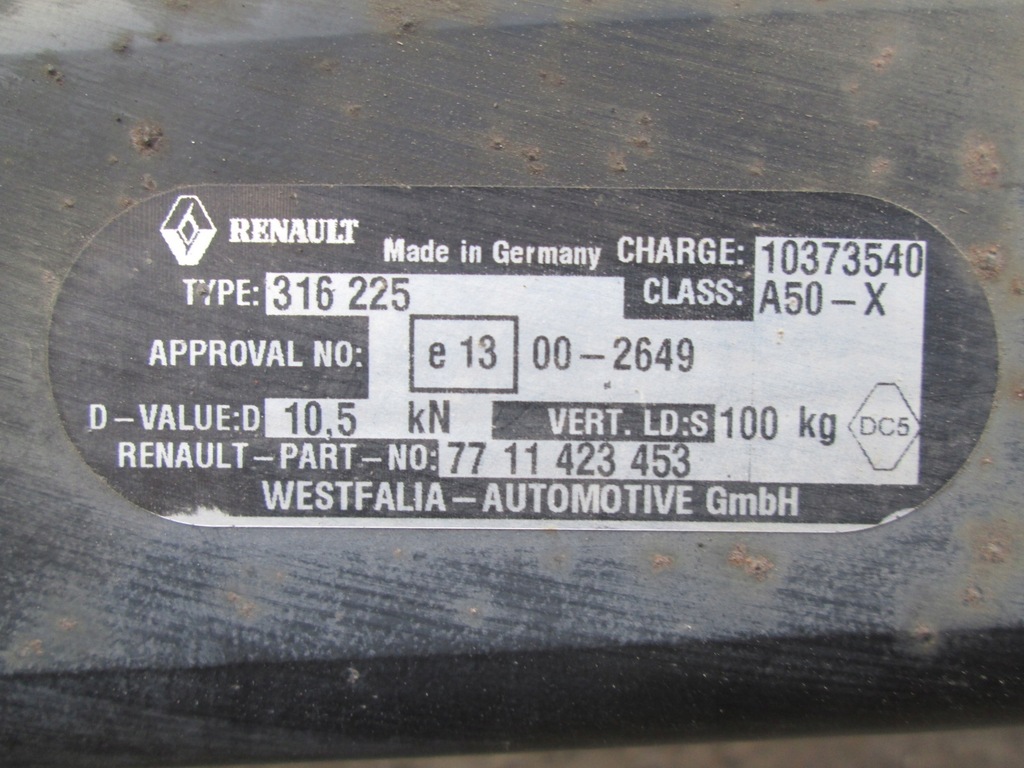 RENAULT Made in Germany CHARGE: 10373540
TYPE: 316 225 CLASS: A50-X
APPROVAL NO: e 13 00-2649
D-VALUE:D 10,5 kN VERT. LD:S 100 kg DC5
RENAULT-PART-NO: 77 11 423 453
WESTFALIA-AUTOMOTIVE GmbH